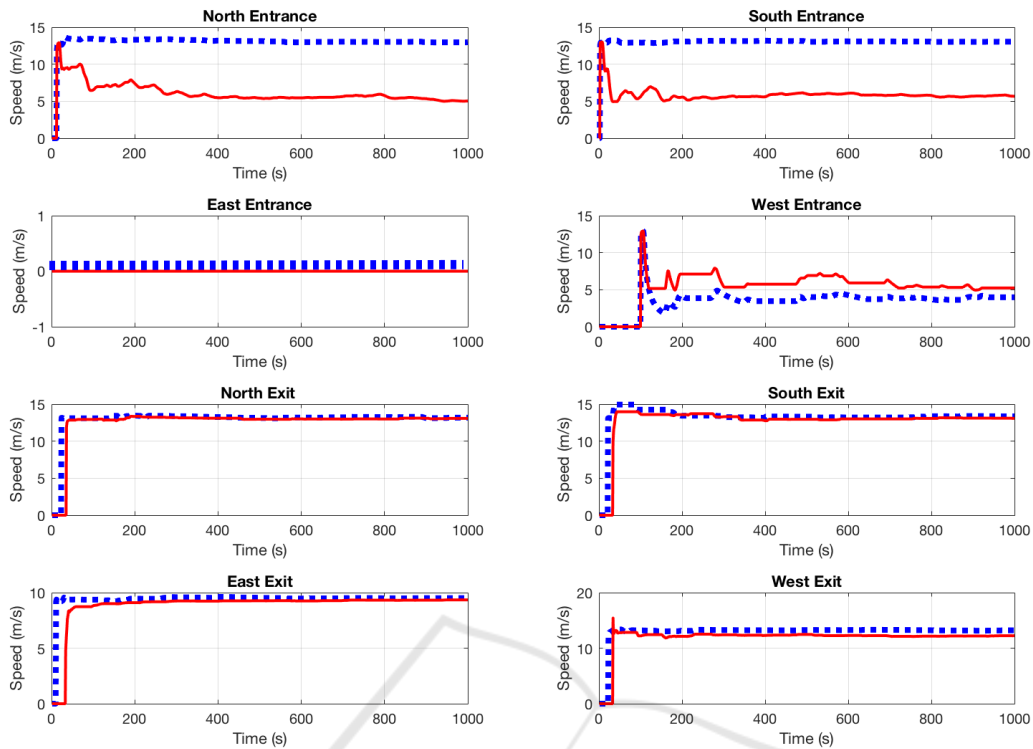 North Entrance
15
10
5
0
Speed (m/s)
0 200 400 600 800 1000
Time (s)
South Entrance
15
10
5
0
Speed (m/s)
0 200 400 600 800 1000
Time (s)
East Entrance
1
0
-1
Speed (m/s)
0 200 400 600 800 1000
Time (s)
West Entrance
15
10
5
0
Speed (m/s)
0 200 400 600 800 1000
Time (s)
North Exit
15
10
5
0
Speed (m/s)
0 200 400 600 800 1000
Time (s)
South Exit
15
10
5
0
Speed (m/s)
0 200 400 600 800 1000
Time (s)
East Exit
10
5
0
Speed (m/s)
0 200 400 600 800 1000
Time (s)
West Exit
20
10
0
Speed (m/s)
0 200 400 600 800 1000
Time (s)